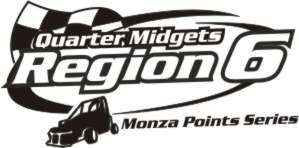 Quarter Midgets
Region 6
Monza Points Series